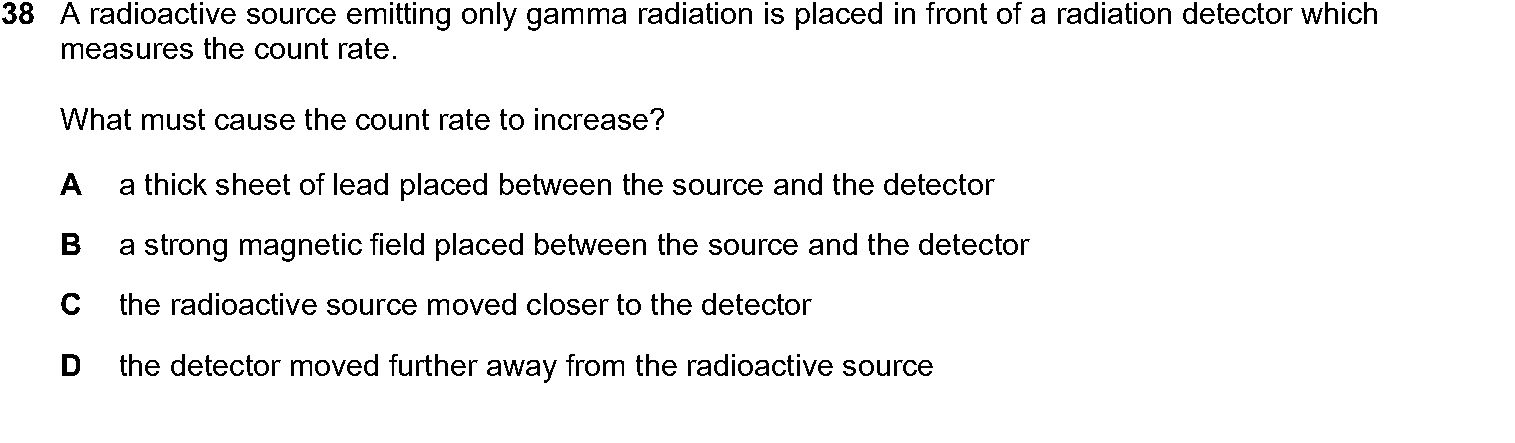 38 A radioactive source emitting only gamma radiation is placed in front of a radiation detector which
measures the count rate.
What must cause the count rate to increase?
A a thick sheet of lead placed between the source and the detector
B a strong magnetic field placed between the source and the detector
C the radioactive source moved closer to the detector
D the detector moved further away from the radioactive source